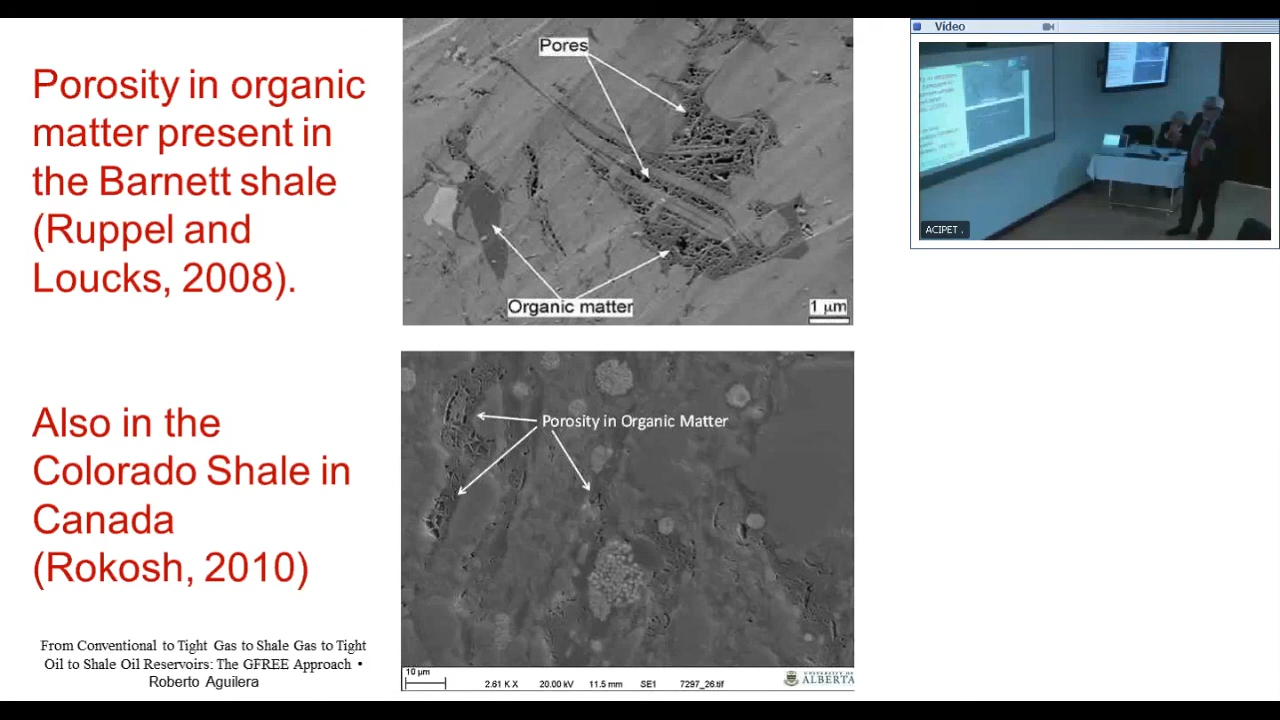 Porosity in organic
matter present in
the Barnett shale
(Ruppel and
Loucks, 2008).
Also in the
Colorado Shale in
Canada
(Rokosh, 2010)
From Conventional to Tight Gas to Shale Gas to Tight
Oil to Shale Oil Reservoirs: The GFREE Approach •
Roberto Aguilera
Pores
Organic matter
1 µm
Porosity in Organic Matter
10 µm
2.61 K X 20.00 kV 11.5 mm SE1 7297_26.tif
UNIVERSITY OF
ALBERTA
Video
ACIPET .